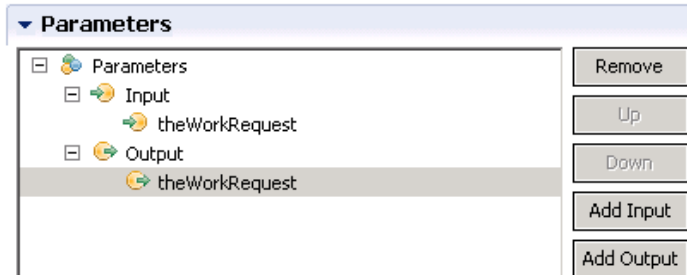 Parameters
Parameters
Remove
Input
theWorkRequest
Up
Output
Down
theWorkRequest
Add Input
Add Output